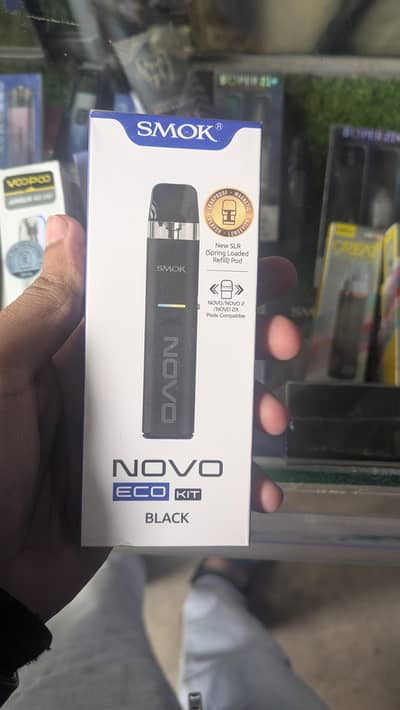 SMOK®
New SLR
(Spring Loaded
Refill) Pod
NOVO/NOVO 2
/NOVO 2X
Pods Compatible
SMOK
NOVO
NOVO
ECO KIT
BLACK
VOOPOO